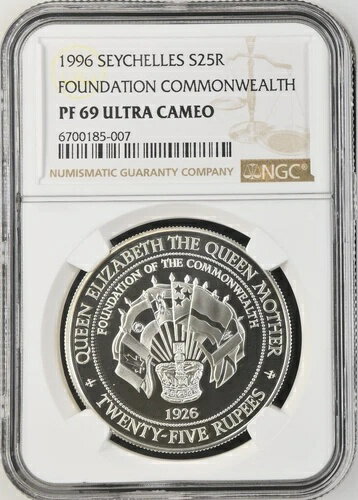 1996 SEYCHELLES S25R
FOUNDATION COMMONWEALTH
PF 69 ULTRA CAMEO
6700185-007
NUMISMATIC GUARANTY COMPANY
NGC
QUEEN ELIZABETH THE QUEEN MOTHER
FOUNDATION OF THE COMMONWEALTH
1926
TWENTY-FIVE RUPEES